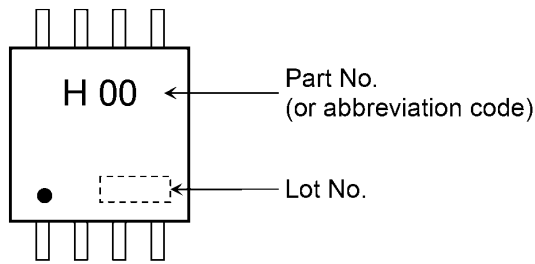 H 00
Part No.
(or abbreviation code)
Lot No.